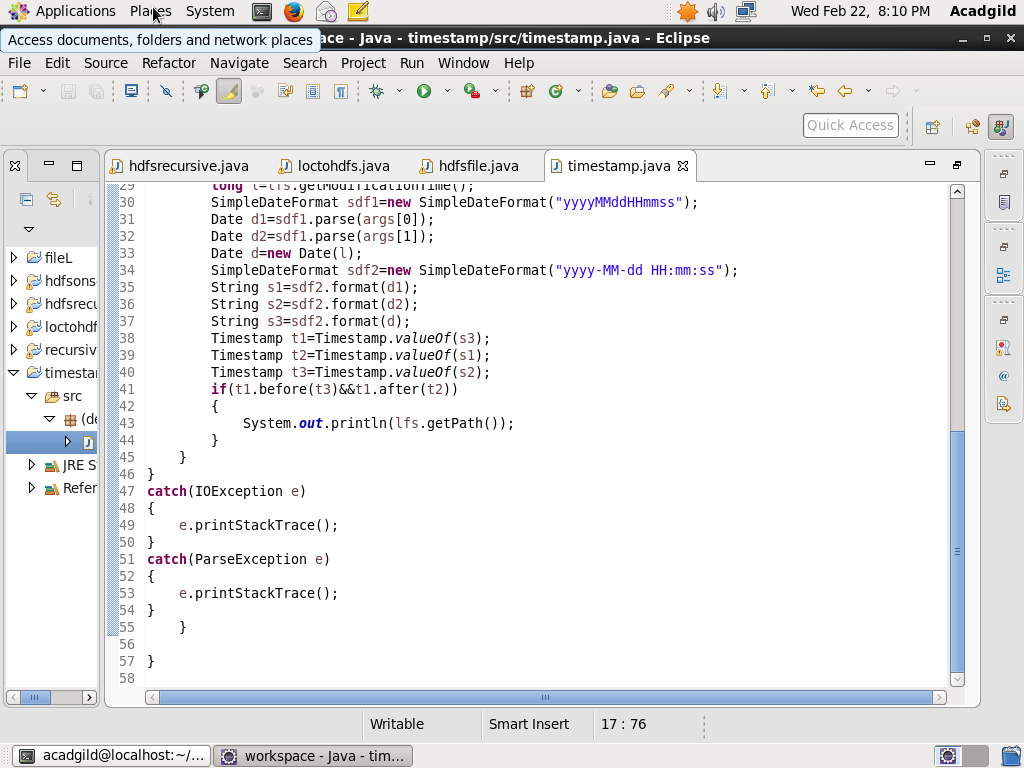 Applications Places System Wed Feb 22, 8:10 PM Acadgild
Access documents, folders and network places
ace - Java - timestamp/src/timestamp.java - Eclipse
File Edit Source Refactor Navigate Search Project Run Window Help
Quick Access
hdfsrecursive.java loctohdfs.java hdfsfile.java timestamp.java
fileL
hdfsons
hdfsrecu
loctohdf
recursiv
timestar
src
(de
JRE S
Refer
29 long l=lfs.getModificationTime();
30 SimpleDateFormat sdf1=new SimpleDateFormat("yyyyMMddHHmmss");
31 Date d1=sdf1.parse(args[0]);
32 Date d2=sdf1.parse(args[1]);
33 Date d=new Date(l);
34 SimpleDateFormat sdf2=new SimpleDateFormat("yyyy-MM-dd HH:mm:ss");
35 String s1=sdf2.format(d1);
36 String s2=sdf2.format(d2);
37 String s3=sdf2.format(d);
38 Timestamp t1=Timestamp.valueOf(s3);
39 Timestamp t2=Timestamp.valueOf(s1);
40 Timestamp t3=Timestamp.valueOf(s2);
41 if(t1.before(t3)&&t1.after(t2))
42 {
43 System.out.println(lfs.getPath());
44 }
45 }
46 }
47 catch(IOException e)
48 {
49 e.printStackTrace();
50 }
51 catch(ParseException e)
52 {
53 e.printStackTrace();
54 }
55 }
56
57 }
58
Writable Smart Insert 17 : 76
acadgild@localhost:~/... workspace - Java - tim...